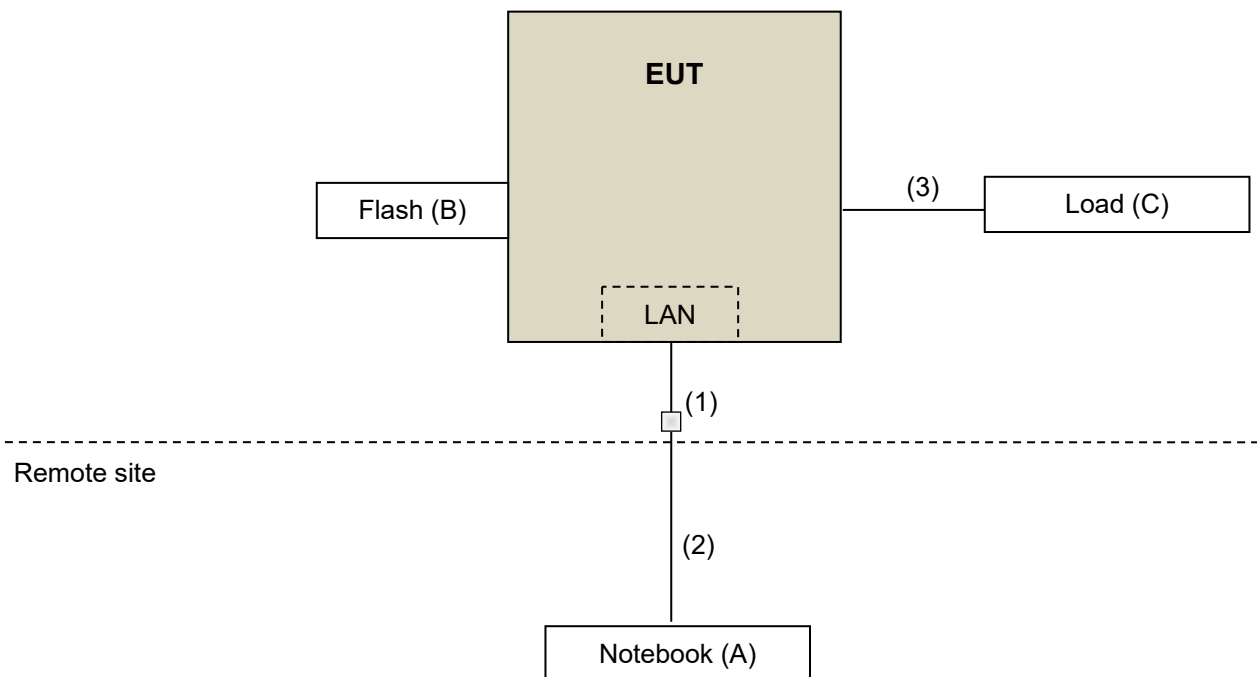 EUT
(3)
Flash (B)
Load (C)
LAN
(1)
Remote site
(2)
Notebook (A)